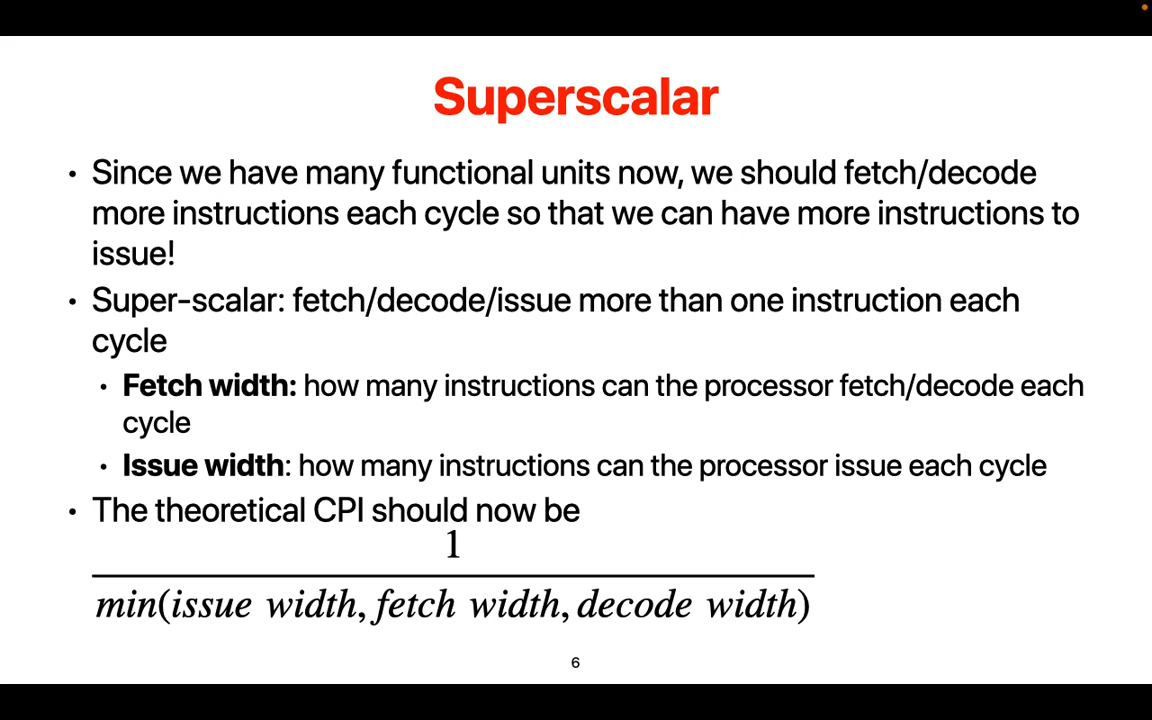 Superscalar
• Since we have many functional units now, we should fetch/decode
more instructions each cycle so that we can have more instructions to
issue!
• Super-scalar: fetch/decode/issue more than one instruction each
cycle
• Fetch width: how many instructions can the processor fetch/decode each
cycle
• Issue width: how many instructions can the processor issue each cycle
• The theoretical CPI should now be
1
min(issue width, fetch width, decode width)
6